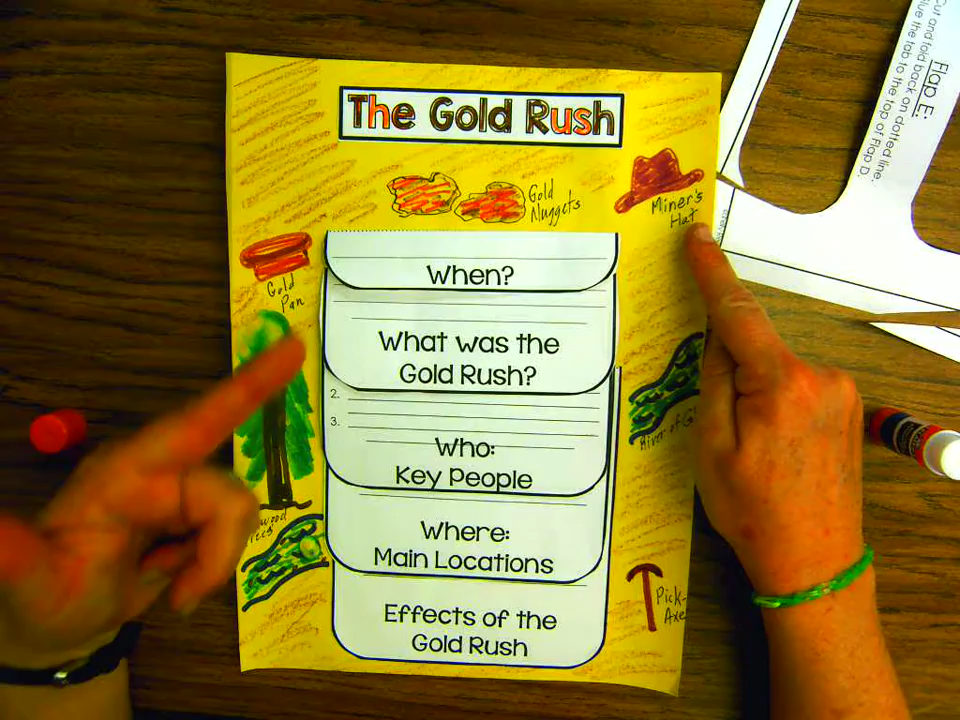 The Gold Rush
Gold
Nuggets
Miner's
Hat
Gold
Pan
When?
What was the
Gold Rush?
2.
3.
Who:
Key People
River of
Where:
Main Locations
Pick-
Axe
Effects of the
Gold Rush
Flap E:
Cut and fold back on dotted line.
Glue the tab to the top of Flap D.